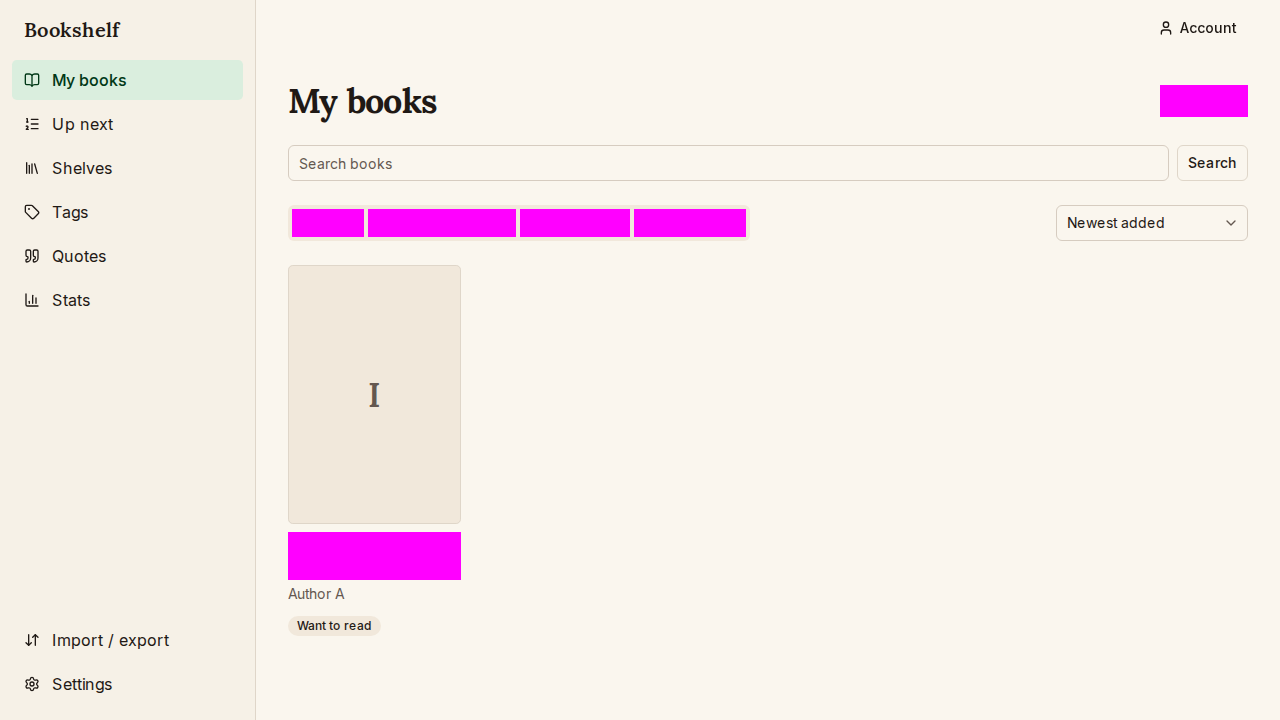 Bookshelf
Account
My books
Up next
Shelves
Tags
Quotes
Stats
Import / export
Settings
My books
Search books
Search
Newest added
I
Author A
Want to read